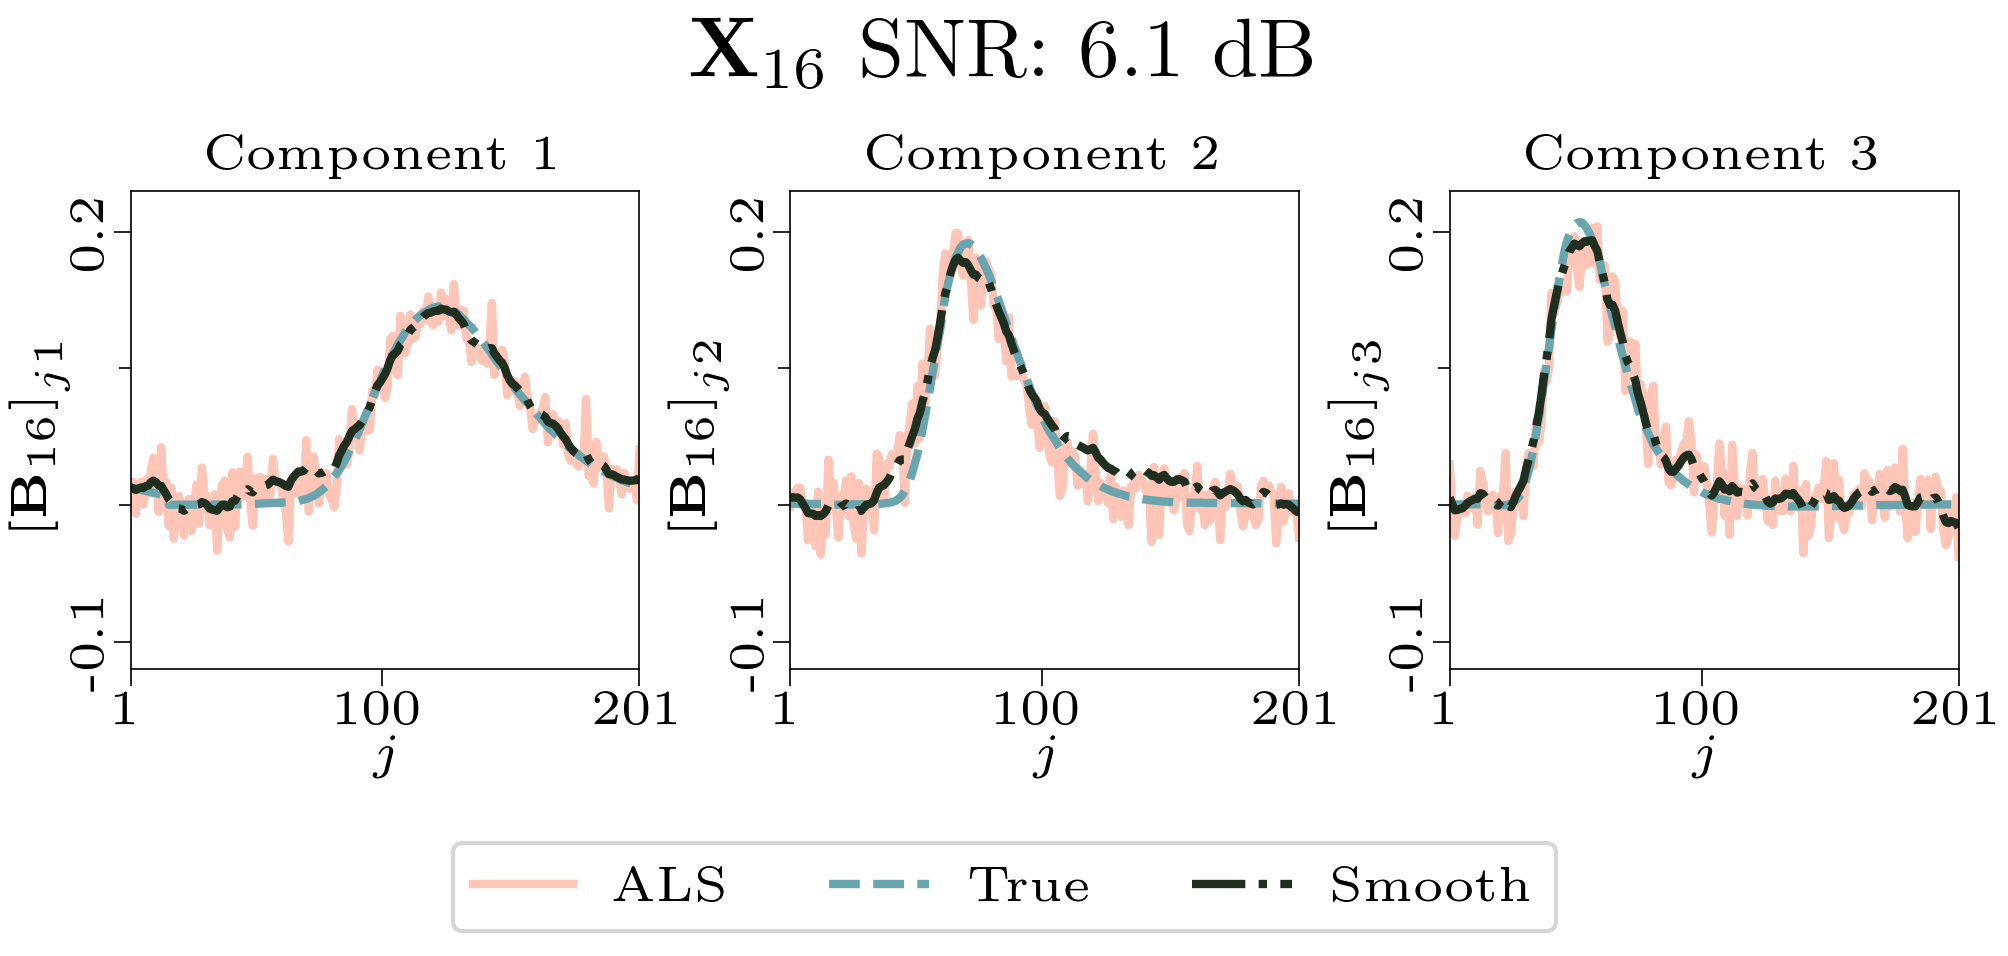 X₁₆ SNR: 6.1 dB
Component 1
Component 2
Component 3
[B₁₆]ⱼ₁
0.2
-0.1
1 100 201
j
[B₁₆]ⱼ₂
0.2
-0.1
1 100 201
j
[B₁₆]ⱼ₃
0.2
-0.1
1 100 201
j
ALS True Smooth